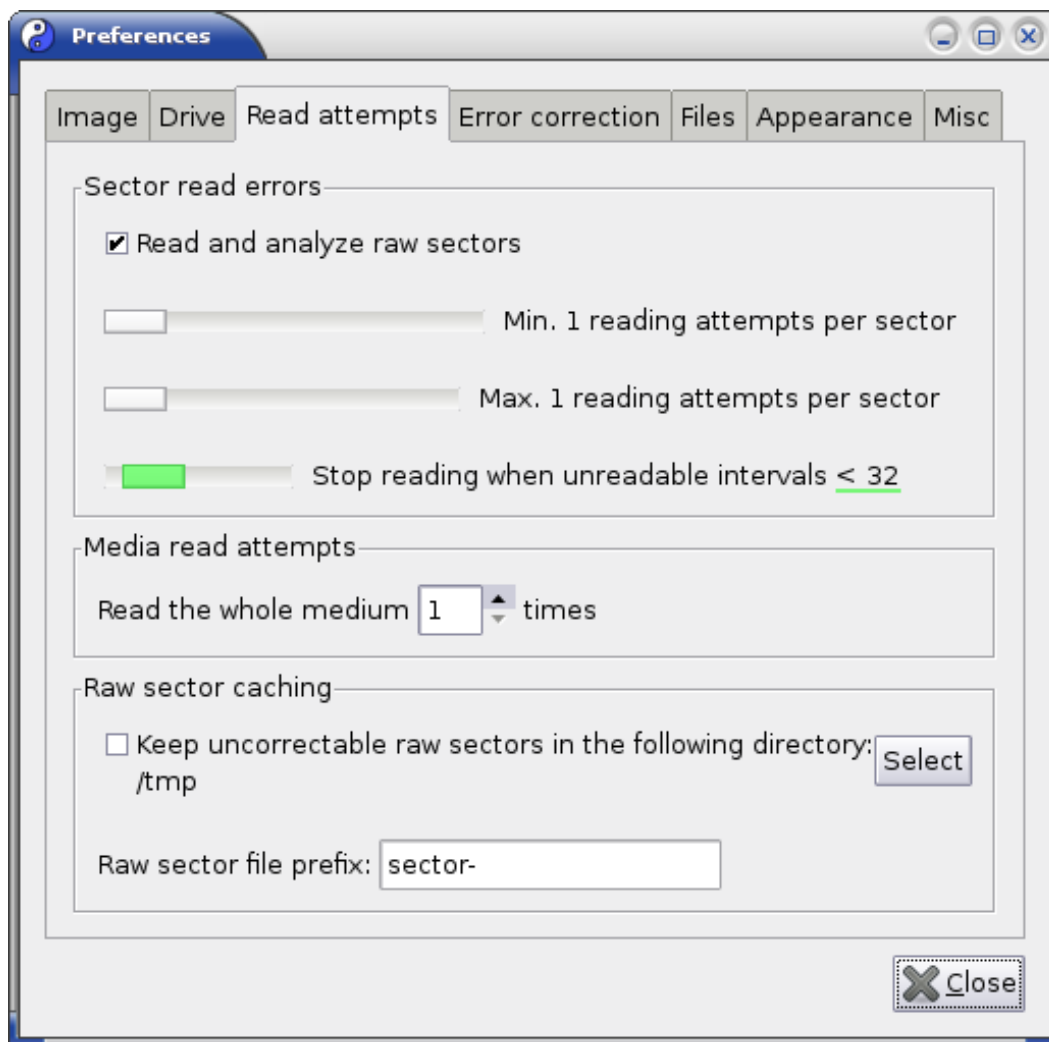 Preferences
Image Drive Read attempts Error correction Files Appearance Misc
Sector read errors
Read and analyze raw sectors
Min. 1 reading attempts per sector
Max. 1 reading attempts per sector
Stop reading when unreadable intervals < 32
Media read attempts
Read the whole medium 1 times
Raw sector caching
Keep uncorrectable raw sectors in the following directory: Select
/tmp
Raw sector file prefix: sector-
Close